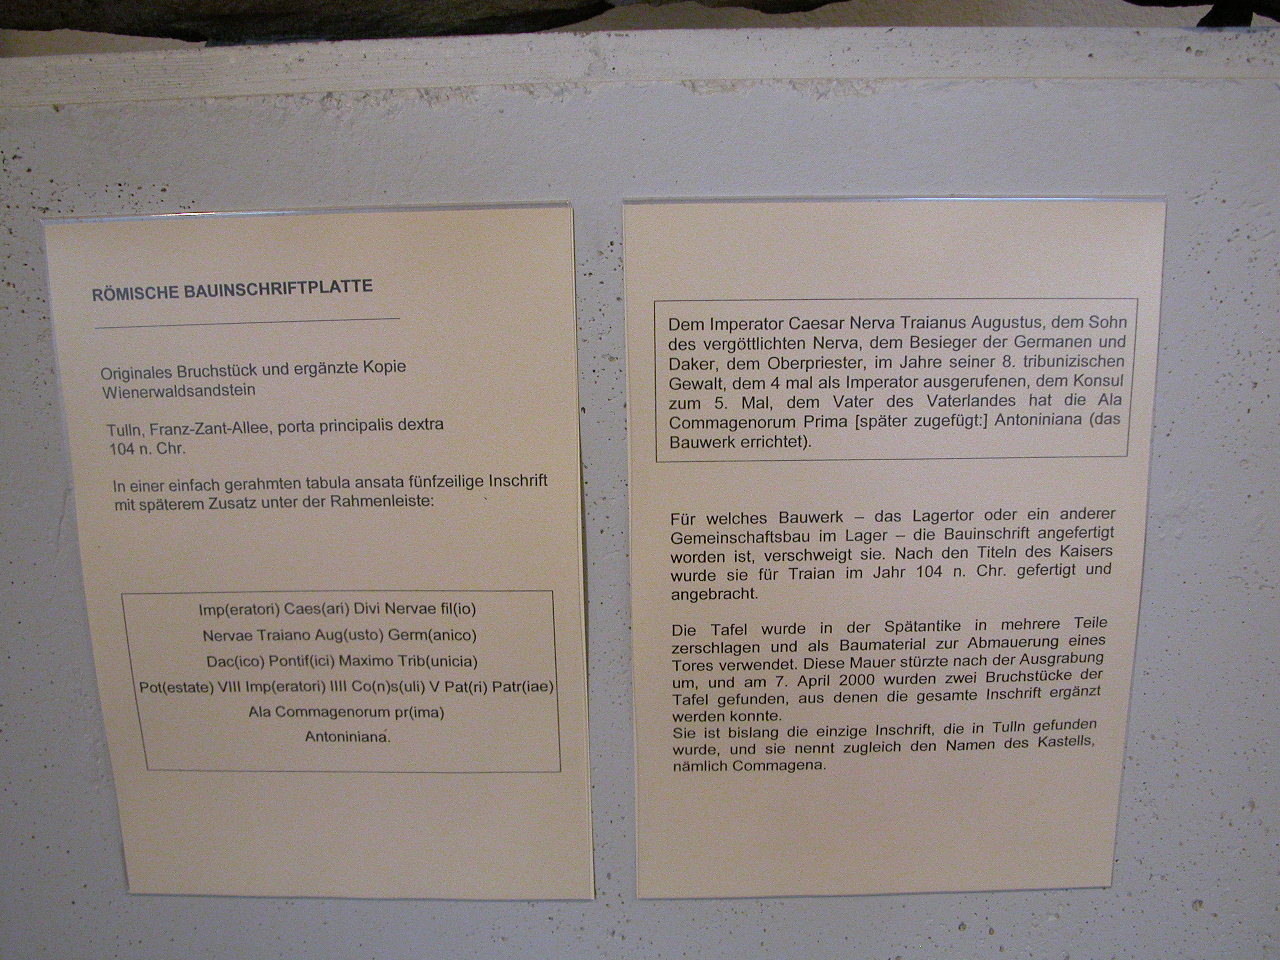 RÖMISCHE BAUINSCHRIFTPLATTE
Originales Bruchstück und ergänzte Kopie
Wienerwaldsandstein
Tulln, Franz-Zant-Allee, porta principalis dextra
104 n. Chr.
In einer einfach gerahmten tabula ansata fünfzeilige Inschrift
mit späterem Zusatz unter der Rahmenleiste:
Imp(eratori) Caes(ari) Divi Nervae fil(io)
Nervae Traiano Aug(usto) Germ(anico)
Dac(ico) Pontif(ici) Maximo Trib(unicia)
Pot(estate) VIII Imp(eratori) IIII Co(n)s(uli) V Pat(ri) Patr(iae)
Ala Commagenorum pr(ima)
Antoniniana.
Dem Imperator Caesar Nerva Traianus Augustus, dem Sohn
des vergöttlichten Nerva, dem Besieger der Germanen und
Daker, dem Oberpriester, im Jahre seiner 8. tribunizischen
Gewalt, dem 4 mal als Imperator ausgerufenen, dem Konsul
zum 5. Mal, dem Vater des Vaterlandes hat die Ala
Commagenorum Prima [später zugefügt:] Antoniniana (das
Bauwerk errichtet).
Für welches Bauwerk – das Lagertor oder ein anderer
Gemeinschaftsbau im Lager – die Bauinschrift angefertigt
worden ist, verschweigt sie. Nach den Titeln des Kaisers
wurde sie für Traian im Jahr 104 n. Chr. gefertigt und
angebracht.
Die Tafel wurde in der Spätantike in mehrere Teile
zerschlagen und als Baumaterial zur Abmauerung eines
Tores verwendet. Diese Mauer stürzte nach der Ausgrabung
um, und am 7. April 2000 wurden zwei Bruchstücke der
Tafel gefunden, aus denen die gesamte Inschrift ergänzt
werden konnte.
Sie ist bislang die einzige Inschrift, die in Tulln gefunden
wurde, und sie nennt zugleich den Namen des Kastells,
nämlich Commagena.